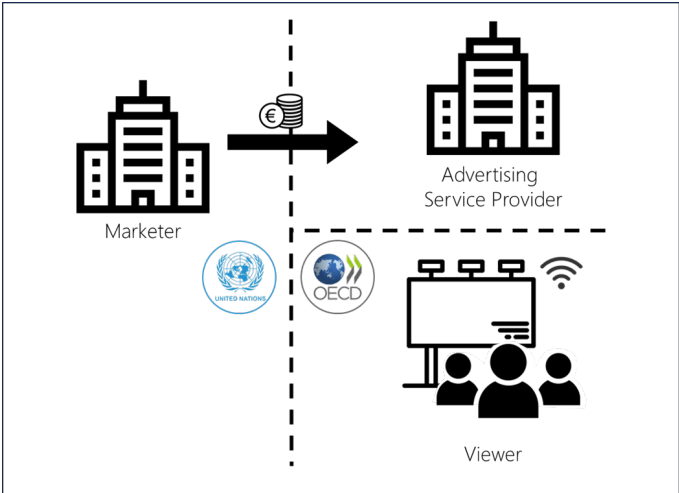 €
Advertising
Service Provider
Marketer
UNITED NATIONS
OECD
Viewer